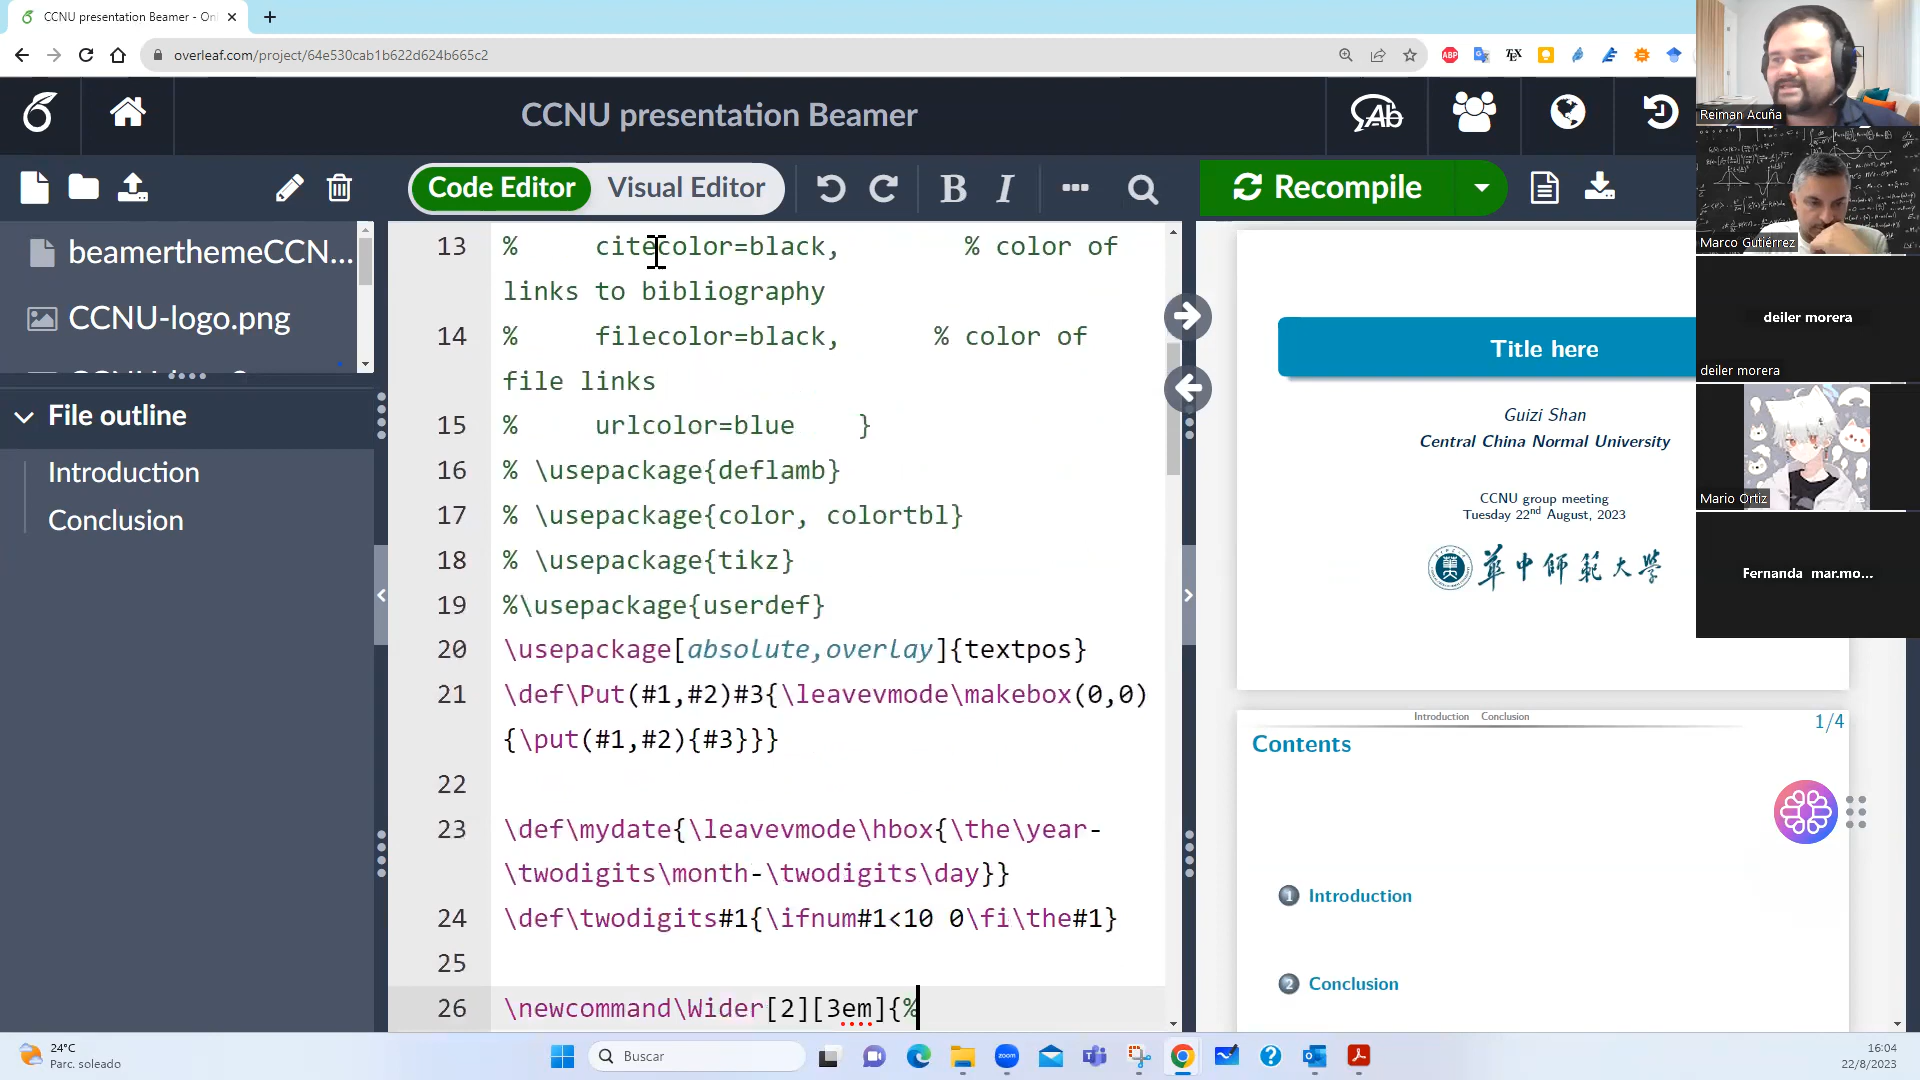 CCNU presentation Beamer - Onl
overleaf.com/project/64e530cab1b622d624b665c2
ABP
TEX
CCNU presentation Beamer
Ab
Code Editor
Visual Editor
B
I
Recompile
beamerthemeCCN...
CCNU-logo.png
File outline
Introduction
Conclusion
13 % citecolor=black, % color of
links to bibliography
14 % filecolor=black, % color of
file links
15 % urlcolor=blue }
16 % \usepackage{deflamb}
17 % \usepackage{color, colortbl}
18 % \usepackage{tikz}
19 %\usepackage{userdef}
20 \usepackage[absolute,overlay]{textpos}
21 \def\Put(#1,#2)#3{\leavevmode\makebox(0,0)
{\put(#1,#2){#3}}}
22
23 \def\mydate{\leavevmode\hbox{\the\year-
\twodigits\month-\twodigits\day}}
24 \def\twodigits#1{\ifnum#1<10 0\fi\the#1}
25
26 \newcommand\Wider[2][3em]{%
Title here
Guizi Shan
Central China Normal University
CCNU group meeting
Tuesday 22nd August, 2023
華中師範大學
Introduction Conclusion
1/4
Contents
1 Introduction
2 Conclusion
Reiman Acuña
Marco Gutiérrez
deiler morera
deiler morera
Mario Ortiz
Fernanda mar.mo...
24°C
Parc. soleado
Buscar
zoom
16:04
22/8/2023